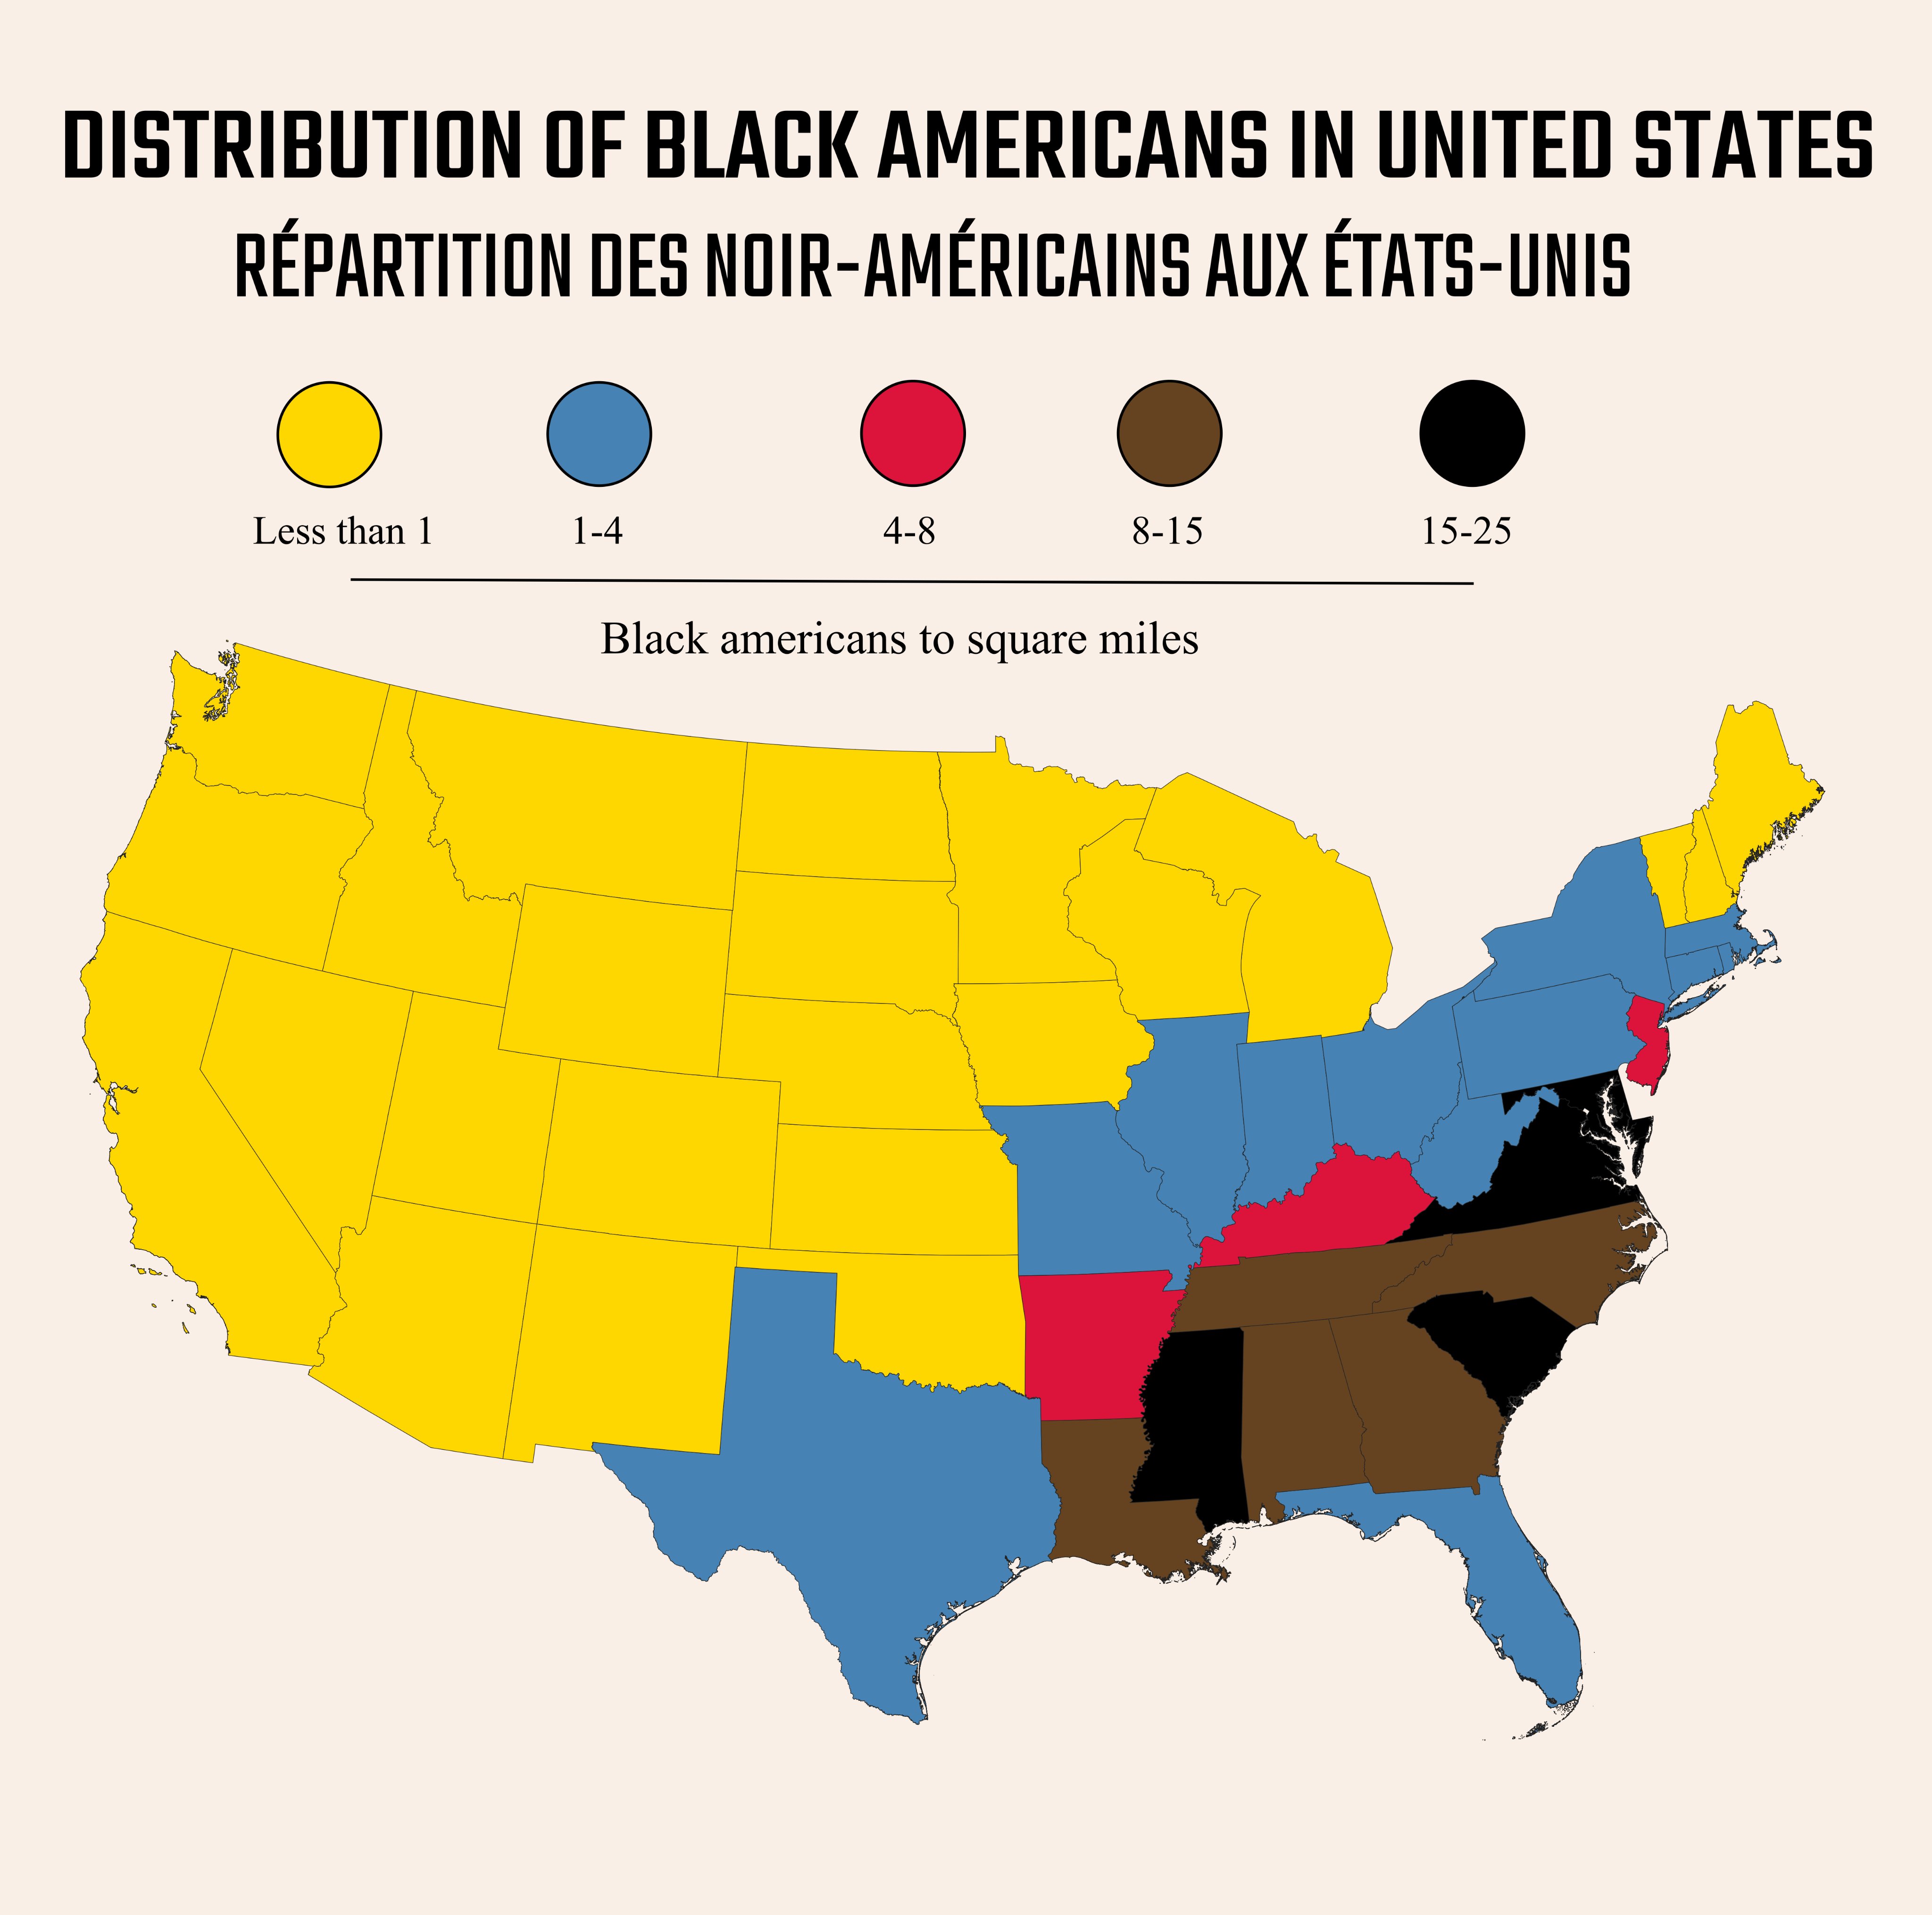 DISTRIBUTION OF BLACK AMERICANS IN UNITED STATES
RÉPARTITION DES NOIR-AMÉRICAINS AUX ÉTATS-UNIS
Less than 1 1-4 4-8 8-15 15-25
Black americans to square miles